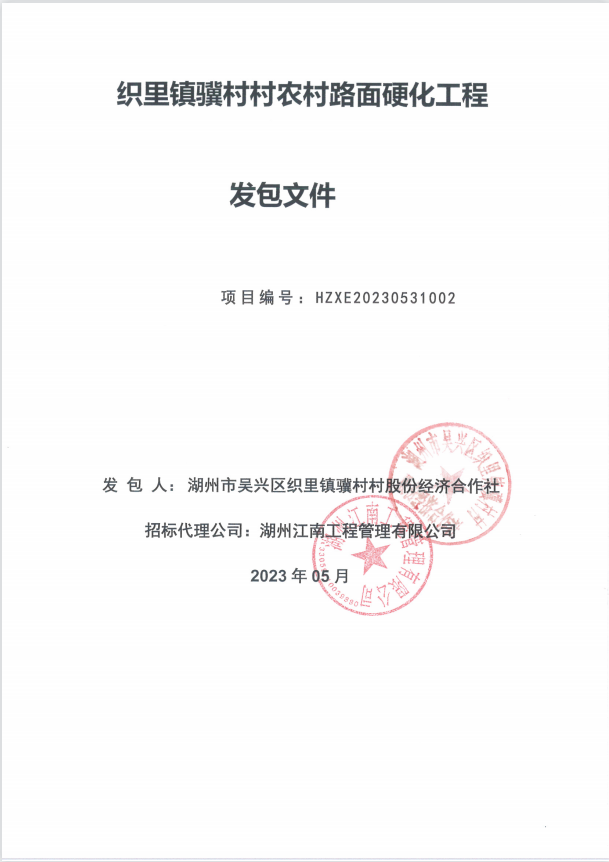 织里镇骥村村农村路面硬化工程
发包文件
项目编号：HZXE20230531002
发 包 人：湖州市吴兴区织里镇骥村村股份经济合作社
招标代理公司：湖州江南工程管理有限公司
2023 年 05 月